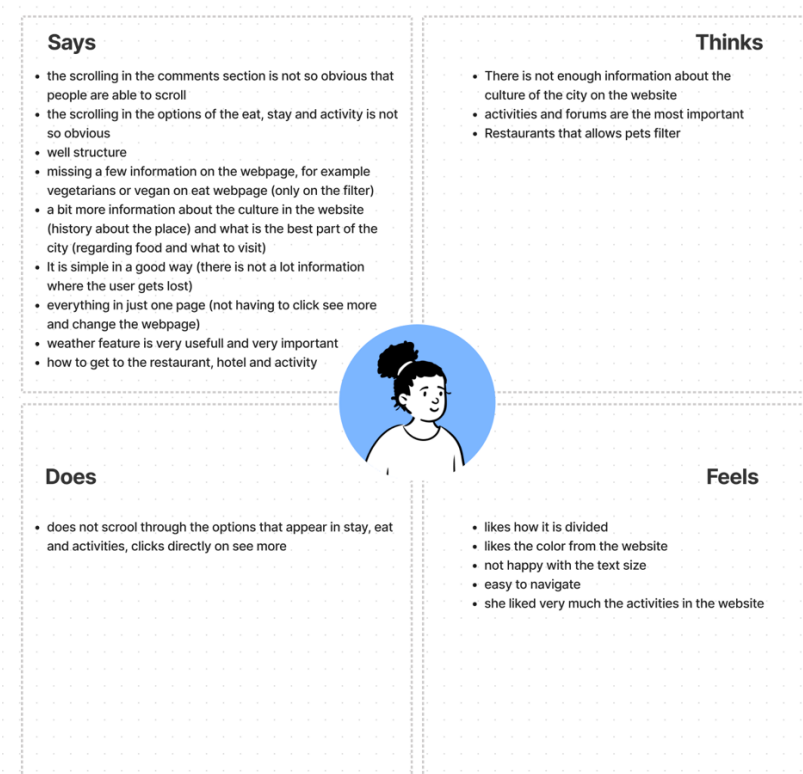 Says
• the scrolling in the comments section is not so obvious that
people are able to scroll
• the scrolling in the options of the eat, stay and activity is not
so obvious
• well structure
• missing a few information on the webpage, for example
vegetarians or vegan on eat webpage (only on the filter)
• a bit more information about the culture in the website
(history about the place) and what is the best part of the
city (regarding food and what to visit)
• It is simple in a good way (there is not a lot information
where the user gets lost)
• everything in just one page (not having to click see more
and change the webpage)
• weather feature is very usefull and very important
• how to get to the restaurant, hotel and activity
Thinks
• There is not enough information about the
culture of the city on the website
• activities and forums are the most important
• Restaurants that allows pets filter
Does
• does not scrool through the options that appear in stay, eat
and activities, clicks directly on see more
Feels
• likes how it is divided
• likes the color from the website
• not happy with the text size
• easy to navigate
• she liked very much the activities in the website